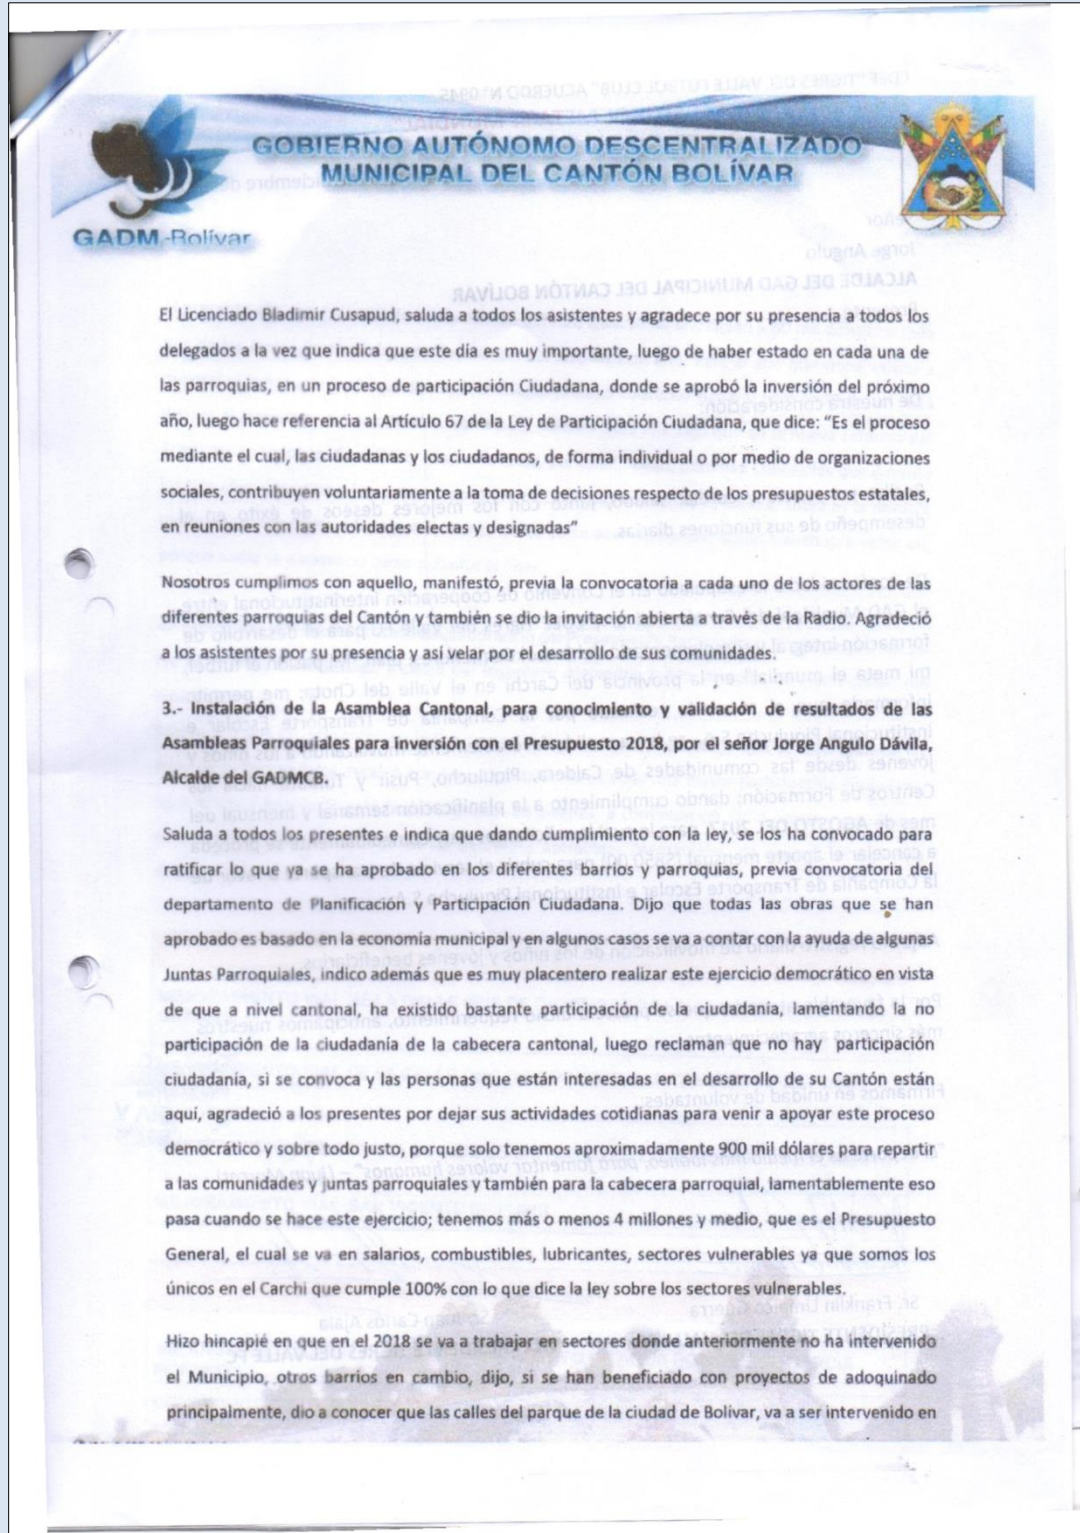 GOBIERNO AUTÓNOMO DESCENTRALIZADO
MUNICIPAL DEL CANTÓN BOLÍVAR
GADM-Bolívar
El Licenciado Bladimir Cusapud, saluda a todos los asistentes y agradece por su presencia a todos los
delegados a la vez que indica que este día es muy importante, luego de haber estado en cada una de
las parroquias, en un proceso de participación Ciudadana, donde se aprobó la inversión del próximo
año, luego hace referencia al Artículo 67 de la Ley de Participación Ciudadana, que dice: "Es el proceso
mediante el cual, las ciudadanas y los ciudadanos, de forma individual o por medio de organizaciones
sociales, contribuyen voluntariamente a la toma de decisiones respecto de los presupuestos estatales,
en reuniones con las autoridades electas y designadas"
Nosotros cumplimos con aquello, manifestó, previa la convocatoria a cada uno de los actores de las
diferentes parroquias del Cantón y también se dio la invitación abierta a través de la Radio. Agradeció
a los asistentes por su presencia y así velar por el desarrollo de sus comunidades.
3.- Instalación de la Asamblea Cantonal, para conocimiento y validación de resultados de las
Asambleas Parroquiales para inversión con el Presupuesto 2018, por el señor Jorge Angulo Dávila,
Alcalde del GADMCB.
Saluda a todos los presentes e indica que dando cumplimiento con la ley, se los ha convocado para
ratificar lo que ya se ha aprobado en los diferentes barrios y parroquias, previa convocatoria del
departamento de Planificación y Participación Ciudadana. Dijo que todas las obras que se han
aprobado es basado en la economía municipal y en algunos casos se va a contar con la ayuda de algunas
Juntas Parroquiales, indico además que es muy placentero realizar este ejercicio democrático en vista
de que a nivel cantonal, ha existido bastante participación de la ciudadanía, lamentando la no
participación de la ciudadanía de la cabecera cantonal, luego reclaman que no hay participación
ciudadanía, si se convoca y las personas que están interesadas en el desarrollo de su Cantón están
aquí, agradeció a los presentes por dejar sus actividades cotidianas para venir a apoyar este proceso
democrático y sobre todo justo, porque solo tenemos aproximadamente 900 mil dólares para repartir
a las comunidades y juntas parroquiales y también para la cabecera parroquial, lamentablemente eso
pasa cuando se hace este ejercicio; tenemos más o menos 4 millones y medio, que es el Presupuesto
General, el cual se va en salarios, combustibles, lubricantes, sectores vulnerables ya que somos los
únicos en el Carchi que cumple 100% con lo que dice la ley sobre los sectores vulnerables.
Hizo hincapié en que en el 2018 se va a trabajar en sectores donde anteriormente no ha intervenido
el Municipio, otros barrios en cambio, dijo, si se han beneficiado con proyectos de adoquinado
principalmente, dio a conocer que las calles del parque de la ciudad de Bolívar, va a ser intervenido en